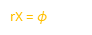 rX = ϕ